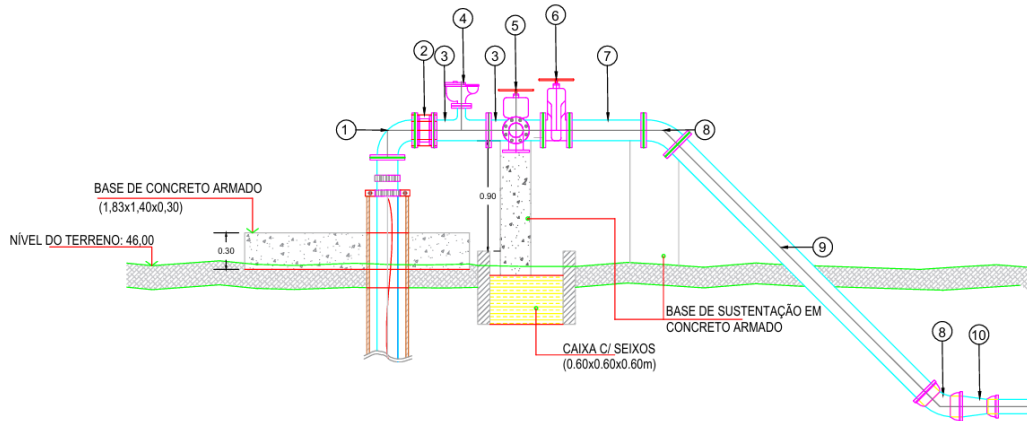 4
5
6
2
3
3
7
1
8
BASE DE CONCRETO ARMADO
(1,83x1,40x0,30)
0.90
NÍVEL DO TERRENO: 46,00
0.30
9
BASE DE SUSTENTAÇÃO EM
CONCRETO ARMADO
CAIXA C/ SEIXOS
(0.60x0.60x0.60m)
8
10